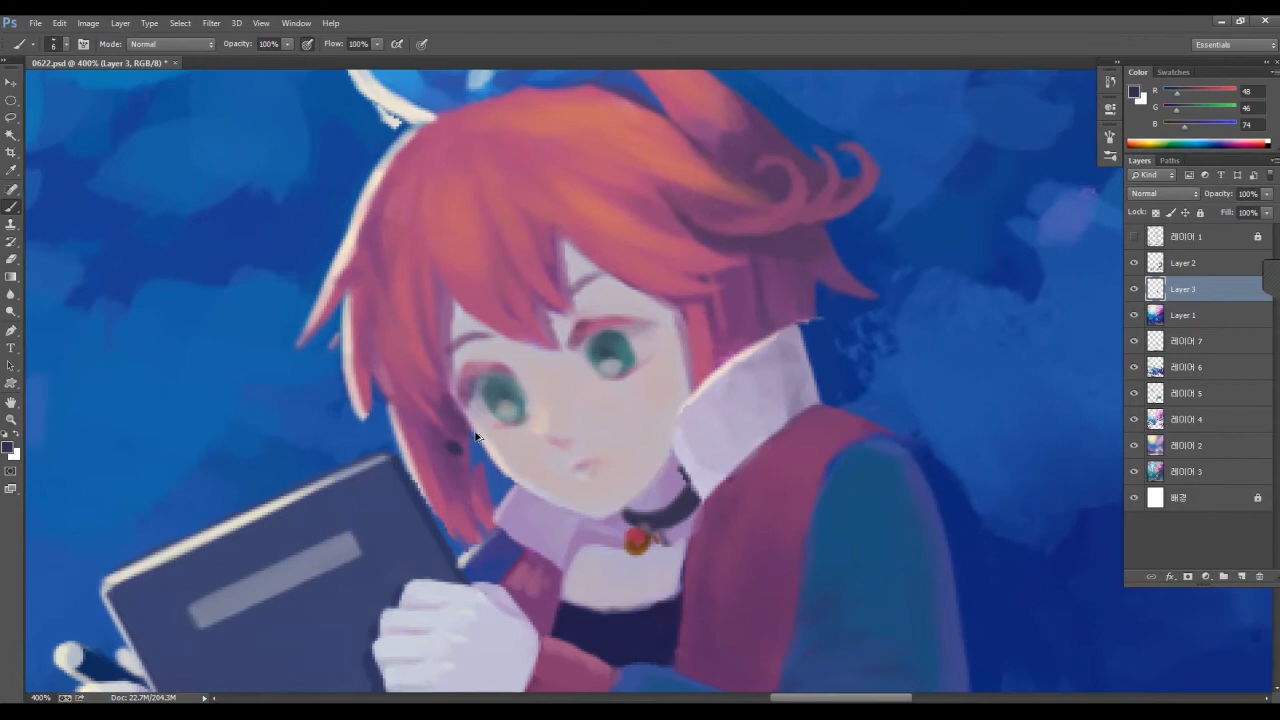 Ps File Edit Image Layer Type Select Filter 3D View Window Help
6 Mode: Normal Opacity: 100% Flow: 100% Essentials
0622.psd @ 400% (Layer 3, RGB/8) * ×
Color Swatches
R 48
G 46
B 74
Layers Paths
Kind
Normal Opacity: 100%
Lock: Fill: 100%
레이어 1
Layer 2
Layer 3
Layer 1
레이어 7
레이어 6
레이어 5
레이어 4
레이어 2
레이어 3
배경
fx
400% Doc: 22.7M/204.3M